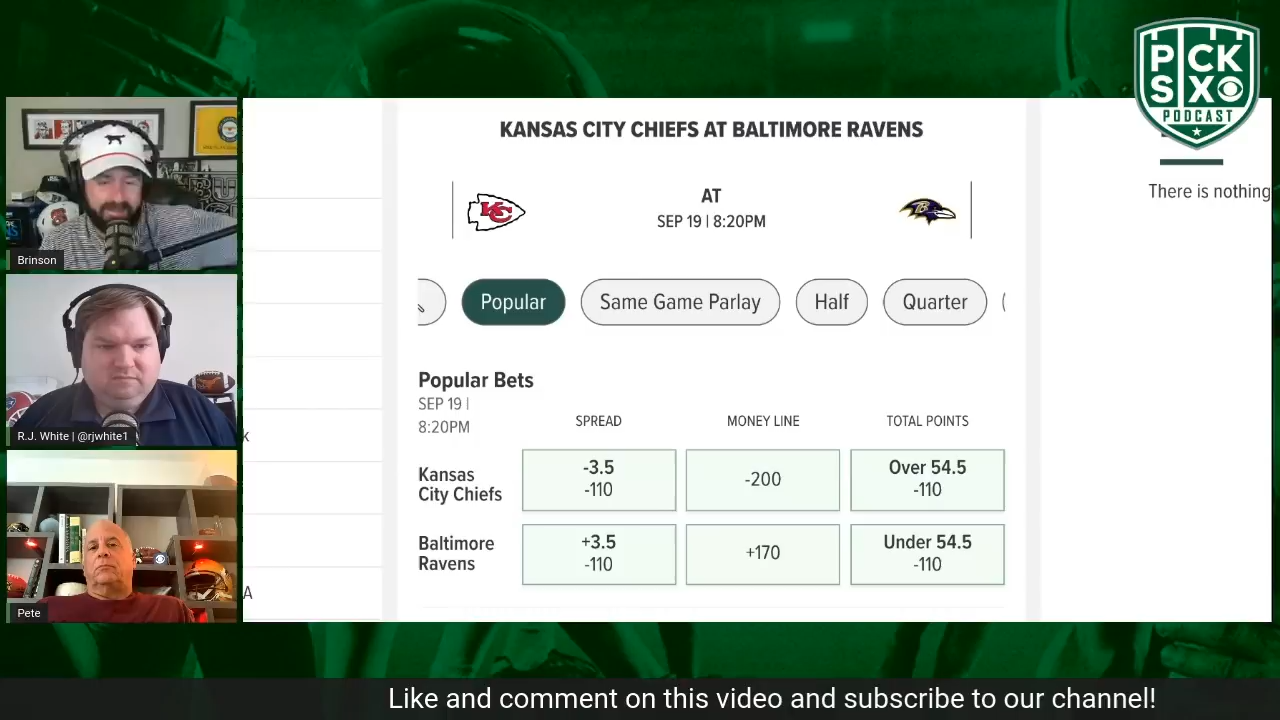 PICK
SIX
PODCAST
KANSAS CITY CHIEFS AT BALTIMORE RAVENS
AT
SEP 19 | 8:20PM
There is nothing
Popular
Same Game Parlay
Half
Quarter
Popular Bets
SEP 19 |
8:20PM
SPREAD
MONEY LINE
TOTAL POINTS
Kansas
City Chiefs
-3.5
-110
-200
Over 54.5
-110
Baltimore
Ravens
+3.5
-110
+170
Under 54.5
-110
Brinson
R.J. White | @rjwhite1
Pete
k
A
KC
B
Like and comment on this video and subscribe to our channel!